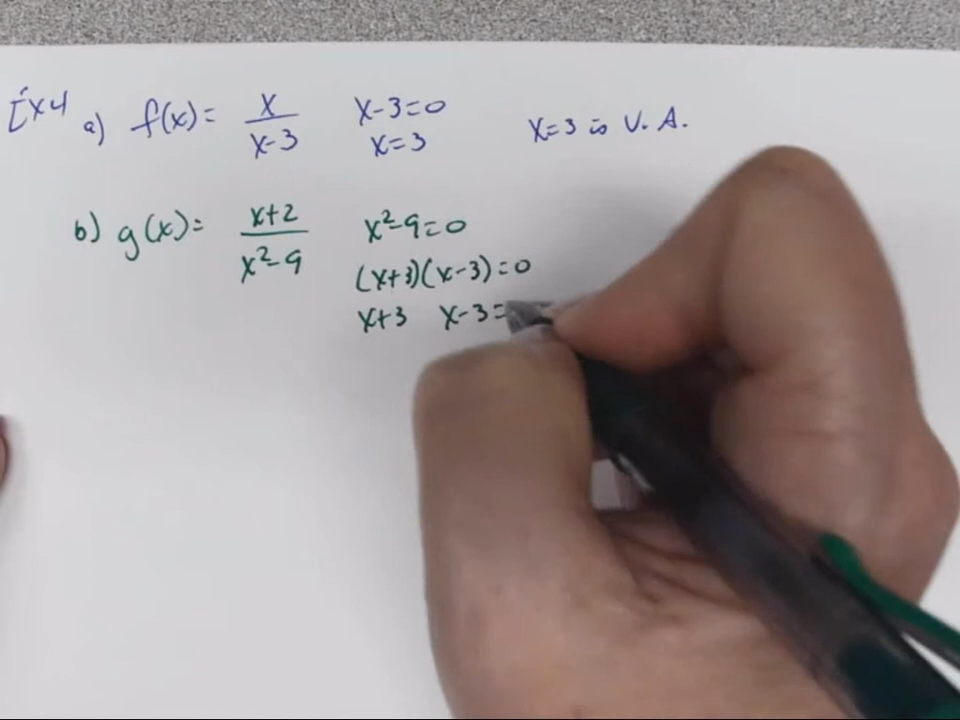 Ex4 a) f(x)= x/x-3 x-3=0 x=3 is V. A.
x=3
b) g(x)= x+2/x²-9 x²-9=0
(x+3)(x-3)=0
x+3 x-3=